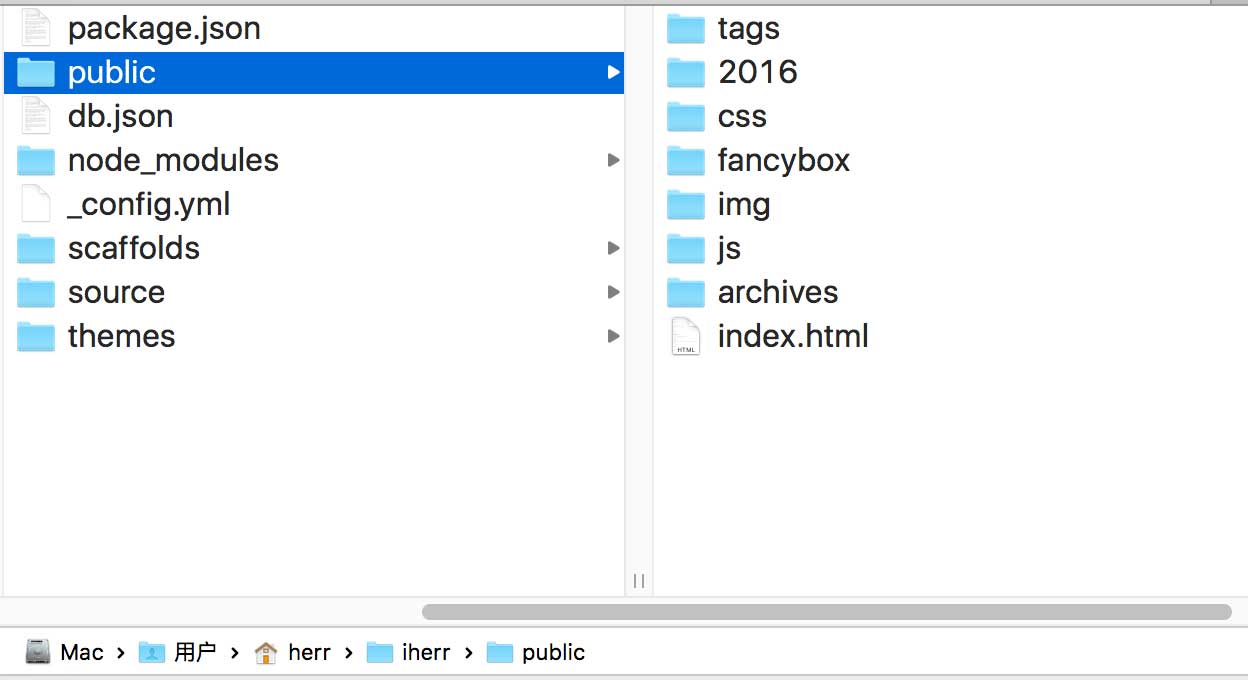 package.json
public
db.json
node_modules
_config.yml
scaffolds
source
themes
tags
2016
css
fancybox
img
js
archives
HTML
index.html
Mac › 用户 › herr › iherr › public